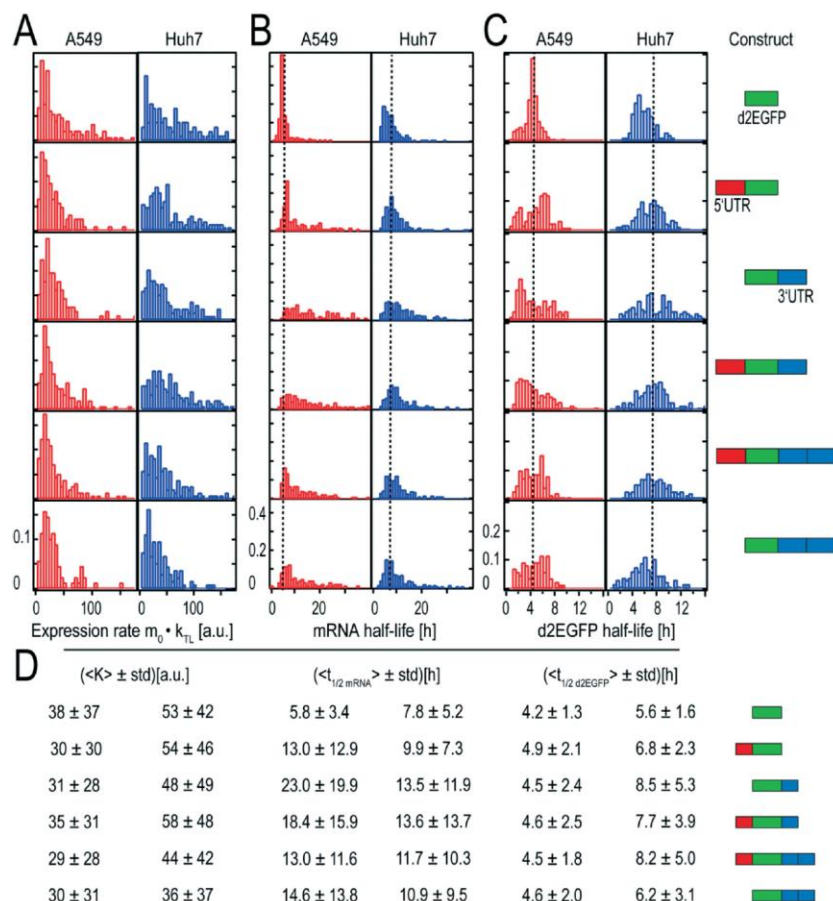 A B C
A549 Huh7 A549 Huh7 A549 Huh7 Construct
d2EGFP
5'UTR
3'UTR
0.1
0
0.4
0.2
0
0.2
0.1
0
0 100 0 100 0 20 40 0 20 0 4 8 12 0 4 8 12 16
Expression rate m₀ • k_TL [a.u.] mRNA half-life [h] d2EGFP half-life [h]
D
(<K> ± std)[a.u.] (<t_1/2 mRNA> ± std)[h] (<t_1/2 d2EGFP> ± std)[h]
38 ± 37 53 ± 42 5.8 ± 3.4 7.8 ± 5.2 4.2 ± 1.3 5.6 ± 1.6
30 ± 30 54 ± 46 13.0 ± 12.9 9.9 ± 7.3 4.9 ± 2.1 6.8 ± 2.3
31 ± 28 48 ± 49 23.0 ± 19.9 13.5 ± 11.9 4.5 ± 2.4 8.5 ± 5.3
35 ± 31 58 ± 48 18.4 ± 15.9 13.6 ± 13.7 4.6 ± 2.5 7.7 ± 3.9
29 ± 28 44 ± 42 13.0 ± 11.6 11.7 ± 10.3 4.5 ± 1.8 8.2 ± 5.0
30 ± 31 36 ± 37 14.6 ± 13.8 10.9 ± 9.5 4.6 ± 2.0 6.2 ± 3.1